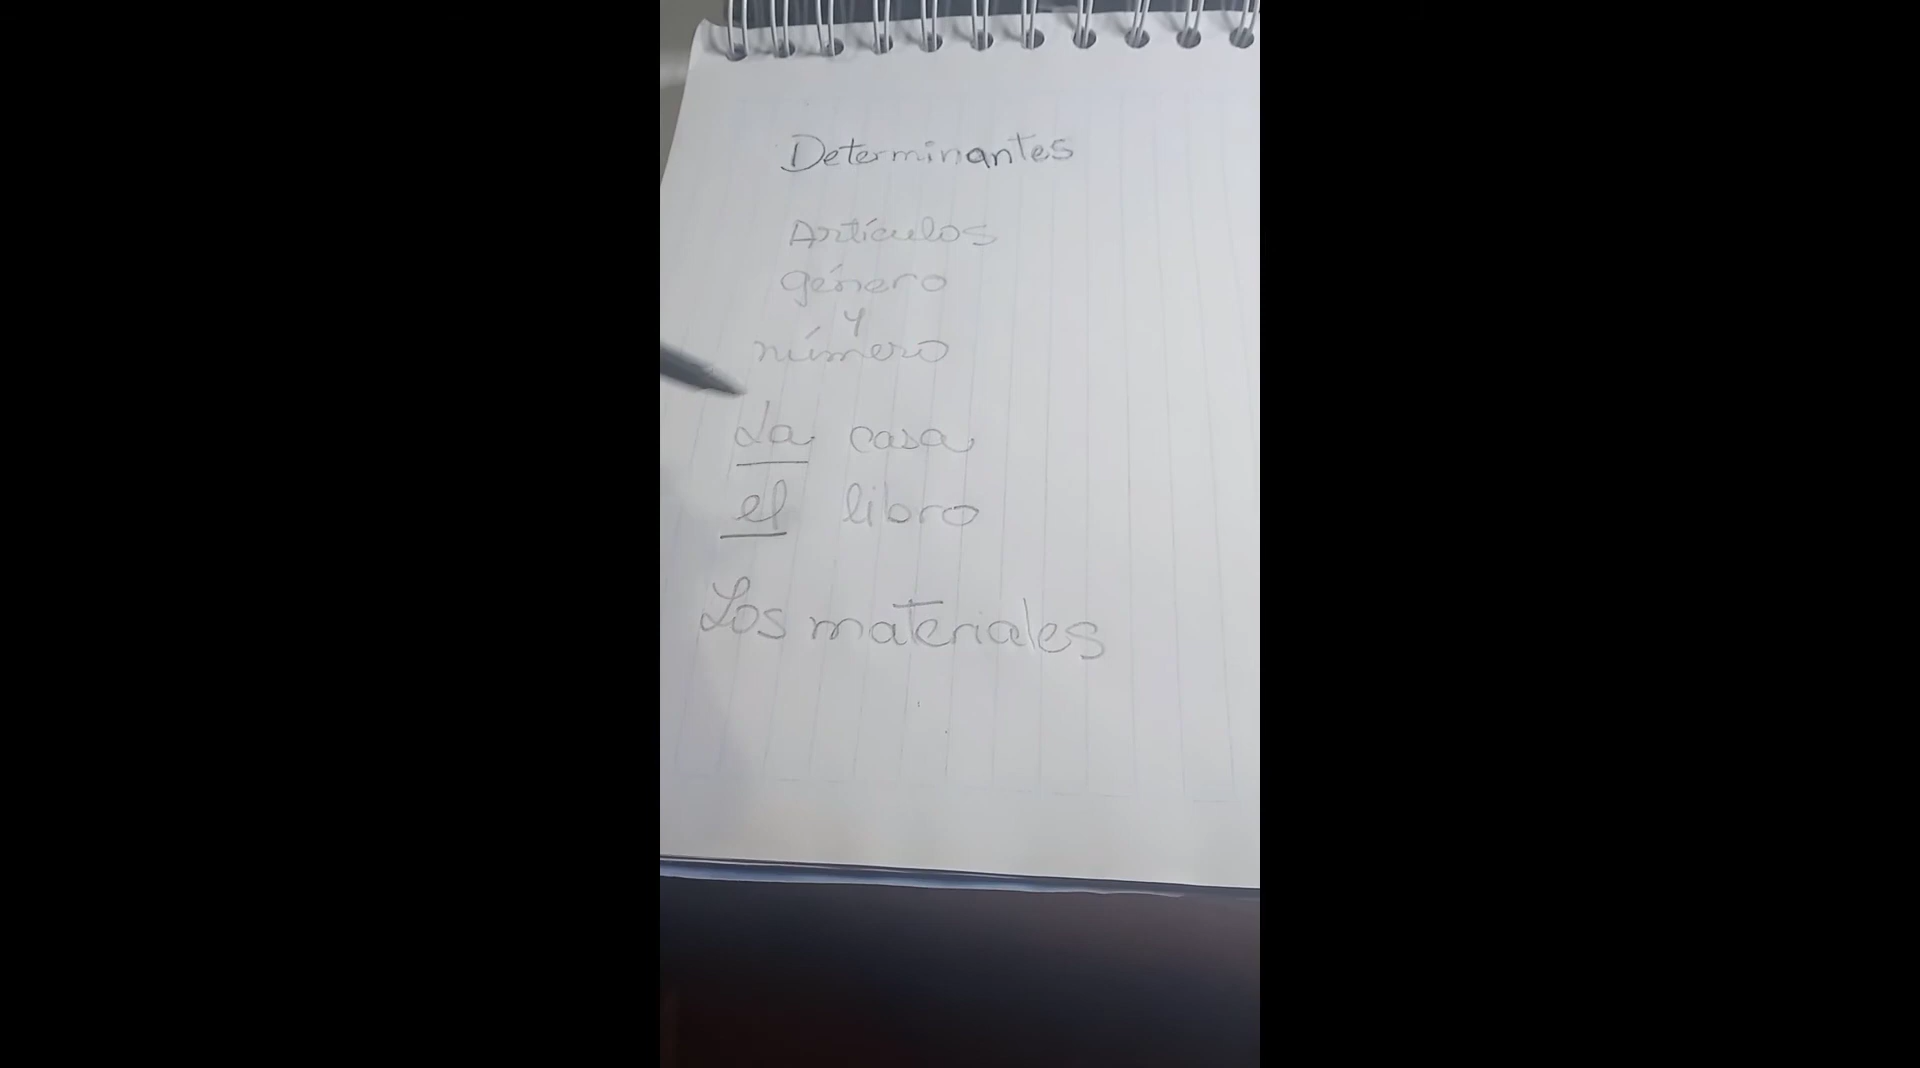 Determinantes
Artículos
género
y
número
La casa
el libro
Los materiales